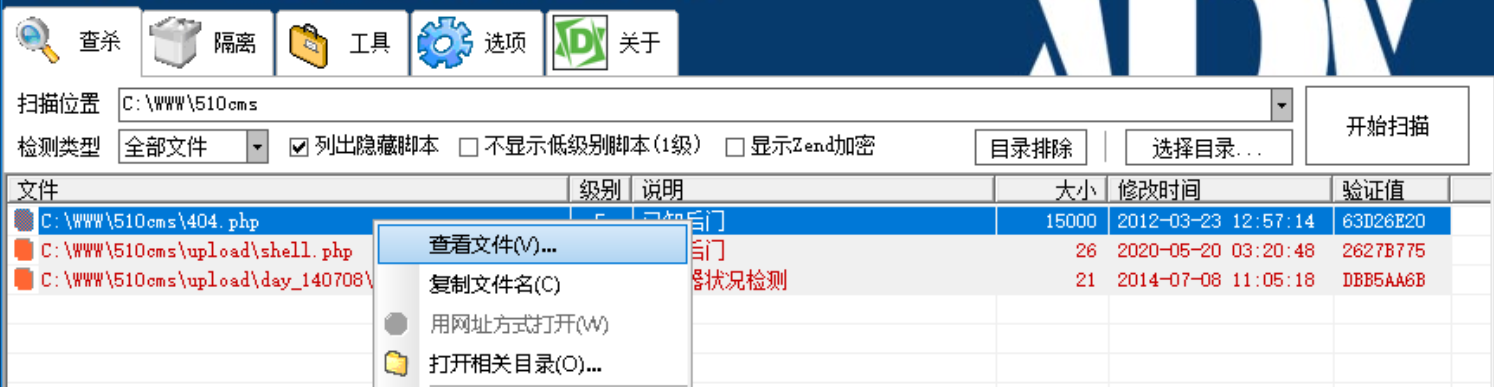 查杀 隔离 工具 选项 关于
扫描位置 C:\WWW\510cms 开始扫描
检测类型 全部文件 列出隐藏脚本 不显示低级别脚本(1级) 显示Zend加密 目录排除 选择目录...
文件 级别 说明 大小 修改时间 验证值
C:\WWW\510cms\404.php 后门 15000 2012-03-23 12:57:14 63D26E20
C:\WWW\510cms\upload\shell.php 后门 26 2020-05-20 03:20:48 2627B775
C:\WWW\510cms\upload\day_140708\ 器状况检测 21 2014-07-08 11:05:18 DBB5AA6B
查看文件(V)...
复制文件名(C)
用网址方式打开(W)
打开相关目录(O)...